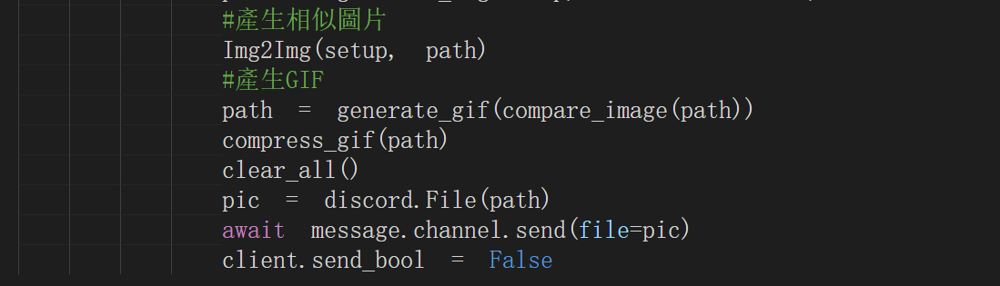 #產生相似圖片
Img2Img(setup, path)
#產生GIF
path = generate_gif(compare_image(path))
compress_gif(path)
clear_all()
pic = discord.File(path)
await message.channel.send(file=pic)
client.send_bool = False